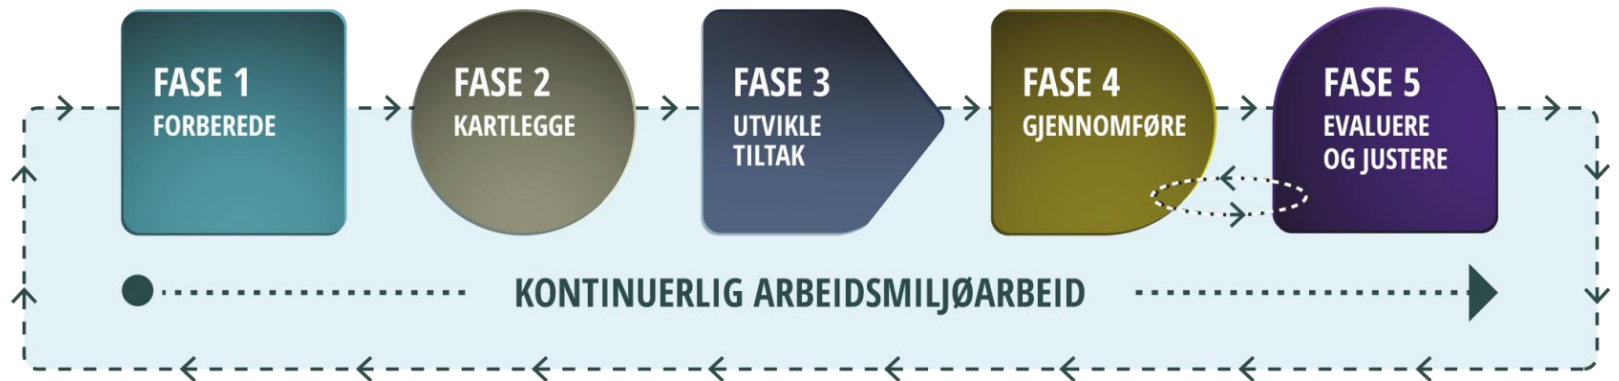 FASE 1
FORBEREDE
FASE 2
KARTLEGGE
FASE 3
UTVIKLE
TILTAK
FASE 4
GJENNOMFØRE
FASE 5
EVALUERE
OG JUSTERE
KONTINUERLIG ARBEIDSMILJØARBEID